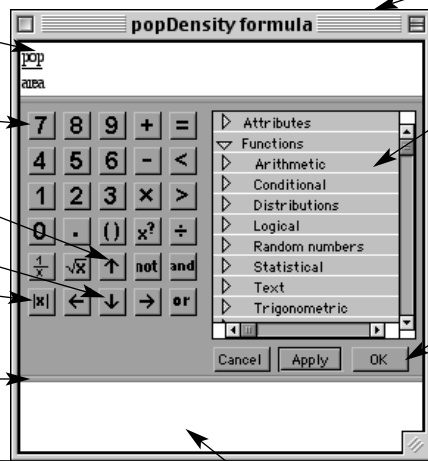 popDensity formula
pop
area
7 8 9 + =
4 5 6 - <
1 2 3 × >
0 . () x? ÷
1/x √x ↑ not and
|x| ← ↓ → or
Attributes
Functions
Arithmetic
Conditional
Distributions
Logical
Random numbers
Statistical
Text
Trigonometric
Cancel Apply OK